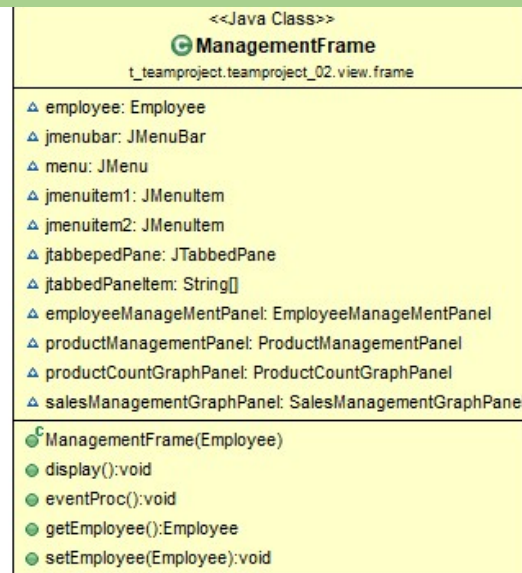 <<Java Class>>
ManagementFrame
t_teamproject.teamproject_02.view.frame
employee: Employee
jmenubar: JMenuBar
menu: JMenu
jmenuitem1: JMenuItem
jmenuitem2: JMenuItem
jtabbepedPane: JTabbedPane
jtabbedPaneItem: String[]
employeeManageMentPanel: EmployeeManageMentPanel
productManagementPanel: ProductManagementPanel
productCountGraphPanel: ProductCountGraphPanel
salesManagementGraphPanel: SalesManagementGraphPane
ManagementFrame(Employee)
display():void
eventProc():void
getEmployee():Employee
setEmployee(Employee):void